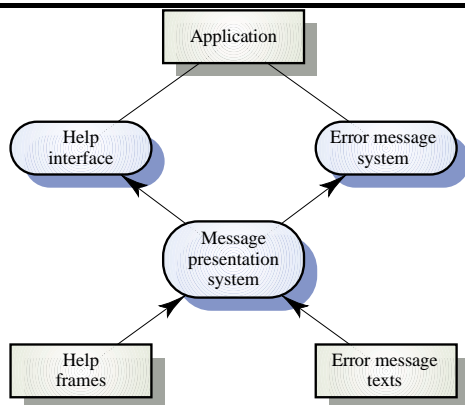 Application
Help
interface
Error message
system
Message
presentation
system
Help
frames
Error message
texts